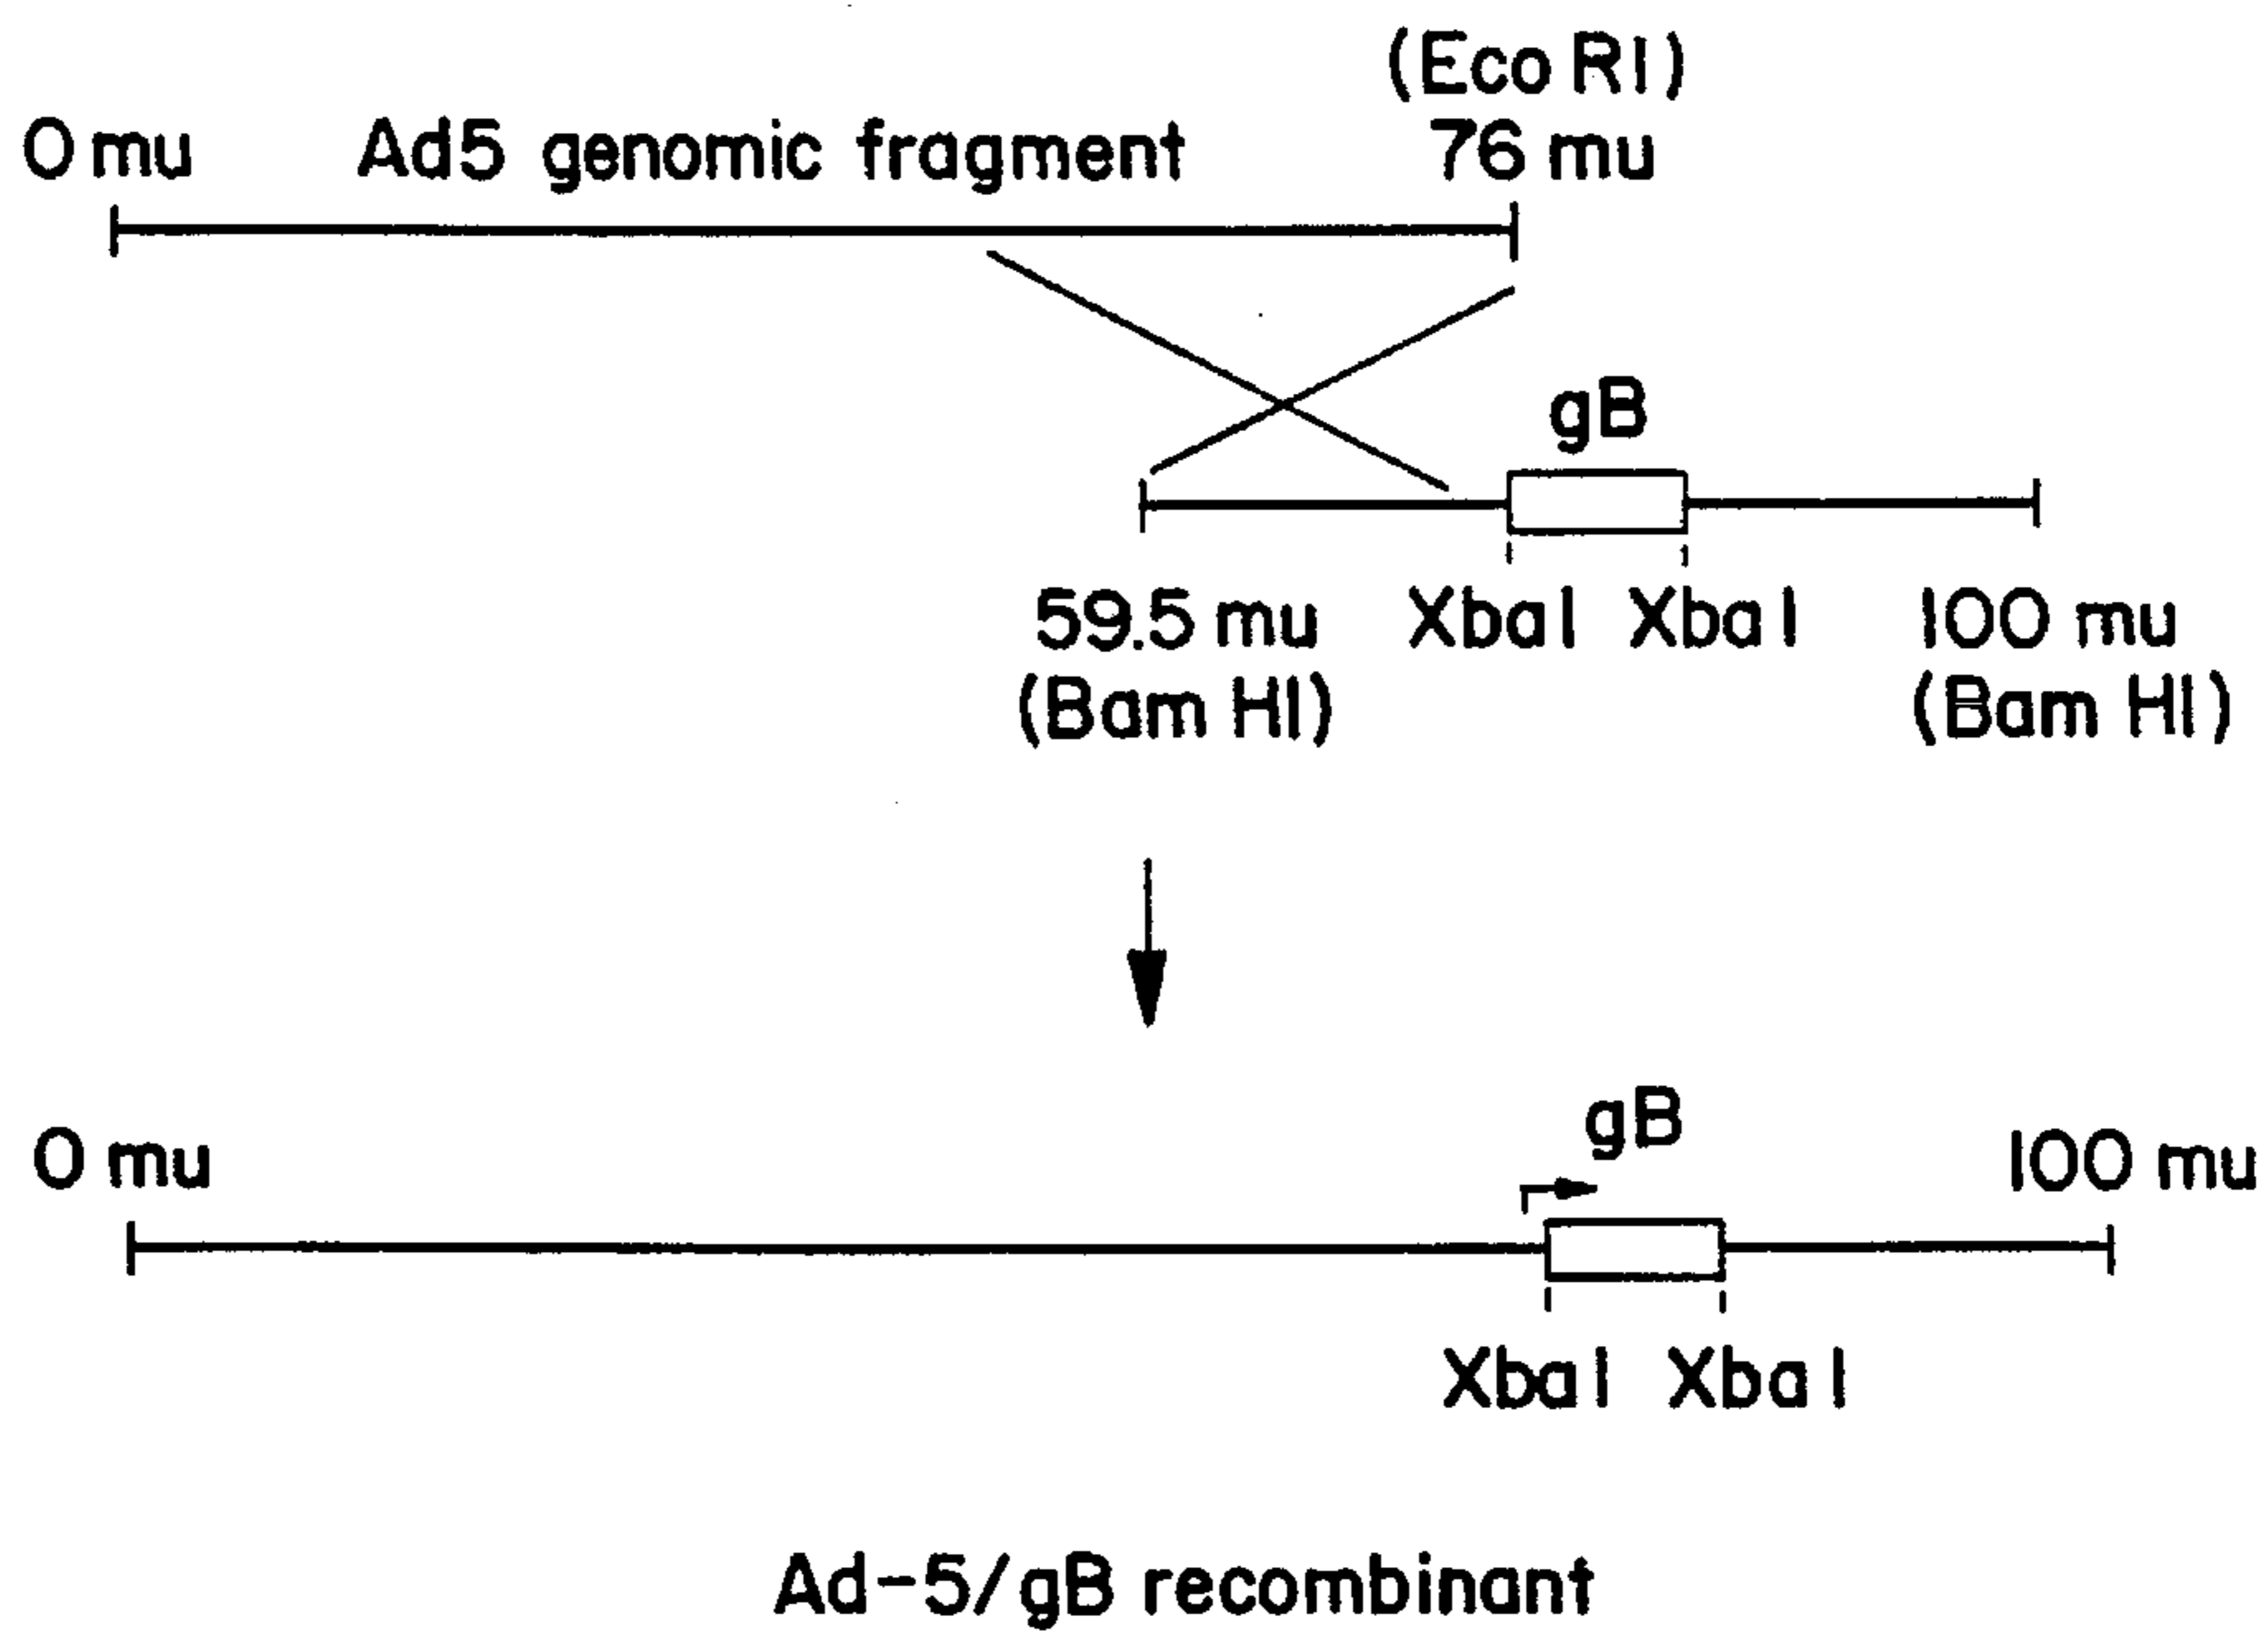 (Eco RI)
0 mu Ad5 genomic fragment 76 mu
gB
59.5 mu XbaI XbaI 100 mu
(Bam HI) (Bam HI)
gB
0 mu 100 mu
XbaI XbaI
Ad-5/gB recombinant